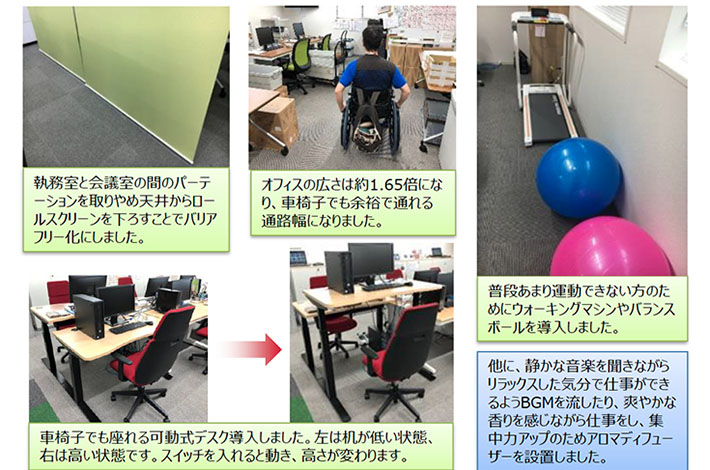 執務室と会議室の間のパーテ
ーションを取りやめ天井からロ
ールスクリーンを下ろすことでバリア
フリー化にしました。
オフィスの広さは約1.65倍にな
り、車椅子でも余裕で通れる
通路幅になりました。
普段あまり運動できない方の
ためにウォーキングマシンやバランス
ボールを導入しました。
車椅子でも座れる可動式デスク導入しました。左は机が低い状態、
右は高い状態です。スイッチを入れると動き、高さが変わります。
他に、静かな音楽を聞きながら
リラックスした気分で仕事ができ
るようBGMを流したり、爽やかな
香りを感じながら仕事をし、集
中力アップのためアロマディフュー
ザーを設置しました。